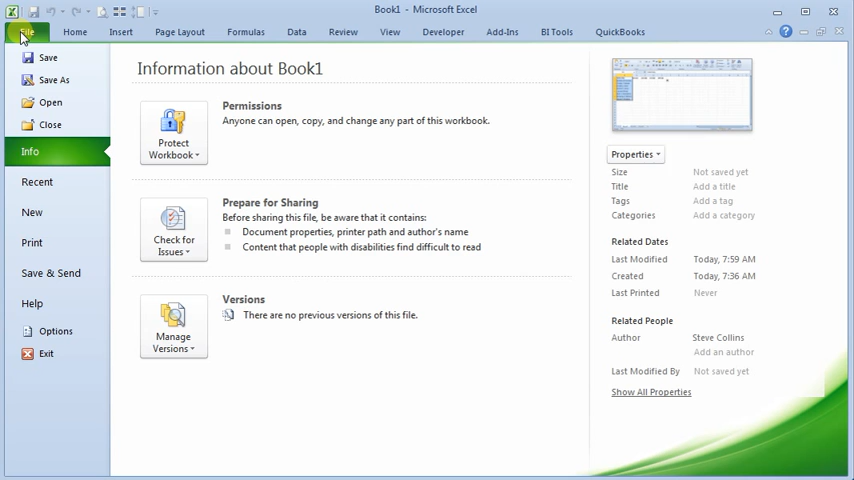 Book1 - Microsoft Excel
File Home Insert Page Layout Formulas Data Review View Developer Add-Ins BI Tools QuickBooks
Save
Save As
Open
Close
Info
Recent
New
Print
Save & Send
Help
Options
Exit
Information about Book1
Protect
Workbook
Permissions
Anyone can open, copy, and change any part of this workbook.
Check for
Issues
Prepare for Sharing
Before sharing this file, be aware that it contains:
Document properties, printer path and author's name
Content that people with disabilities find difficult to read
Manage
Versions
Versions
There are no previous versions of this file.
Properties
Size Not saved yet
Title Add a title
Tags Add a tag
Categories Add a category
Related Dates
Last Modified Today, 7:59 AM
Created Today, 7:36 AM
Last Printed Never
Related People
Author Steve Collins
Add an author
Last Modified By Not saved yet
Show All Properties